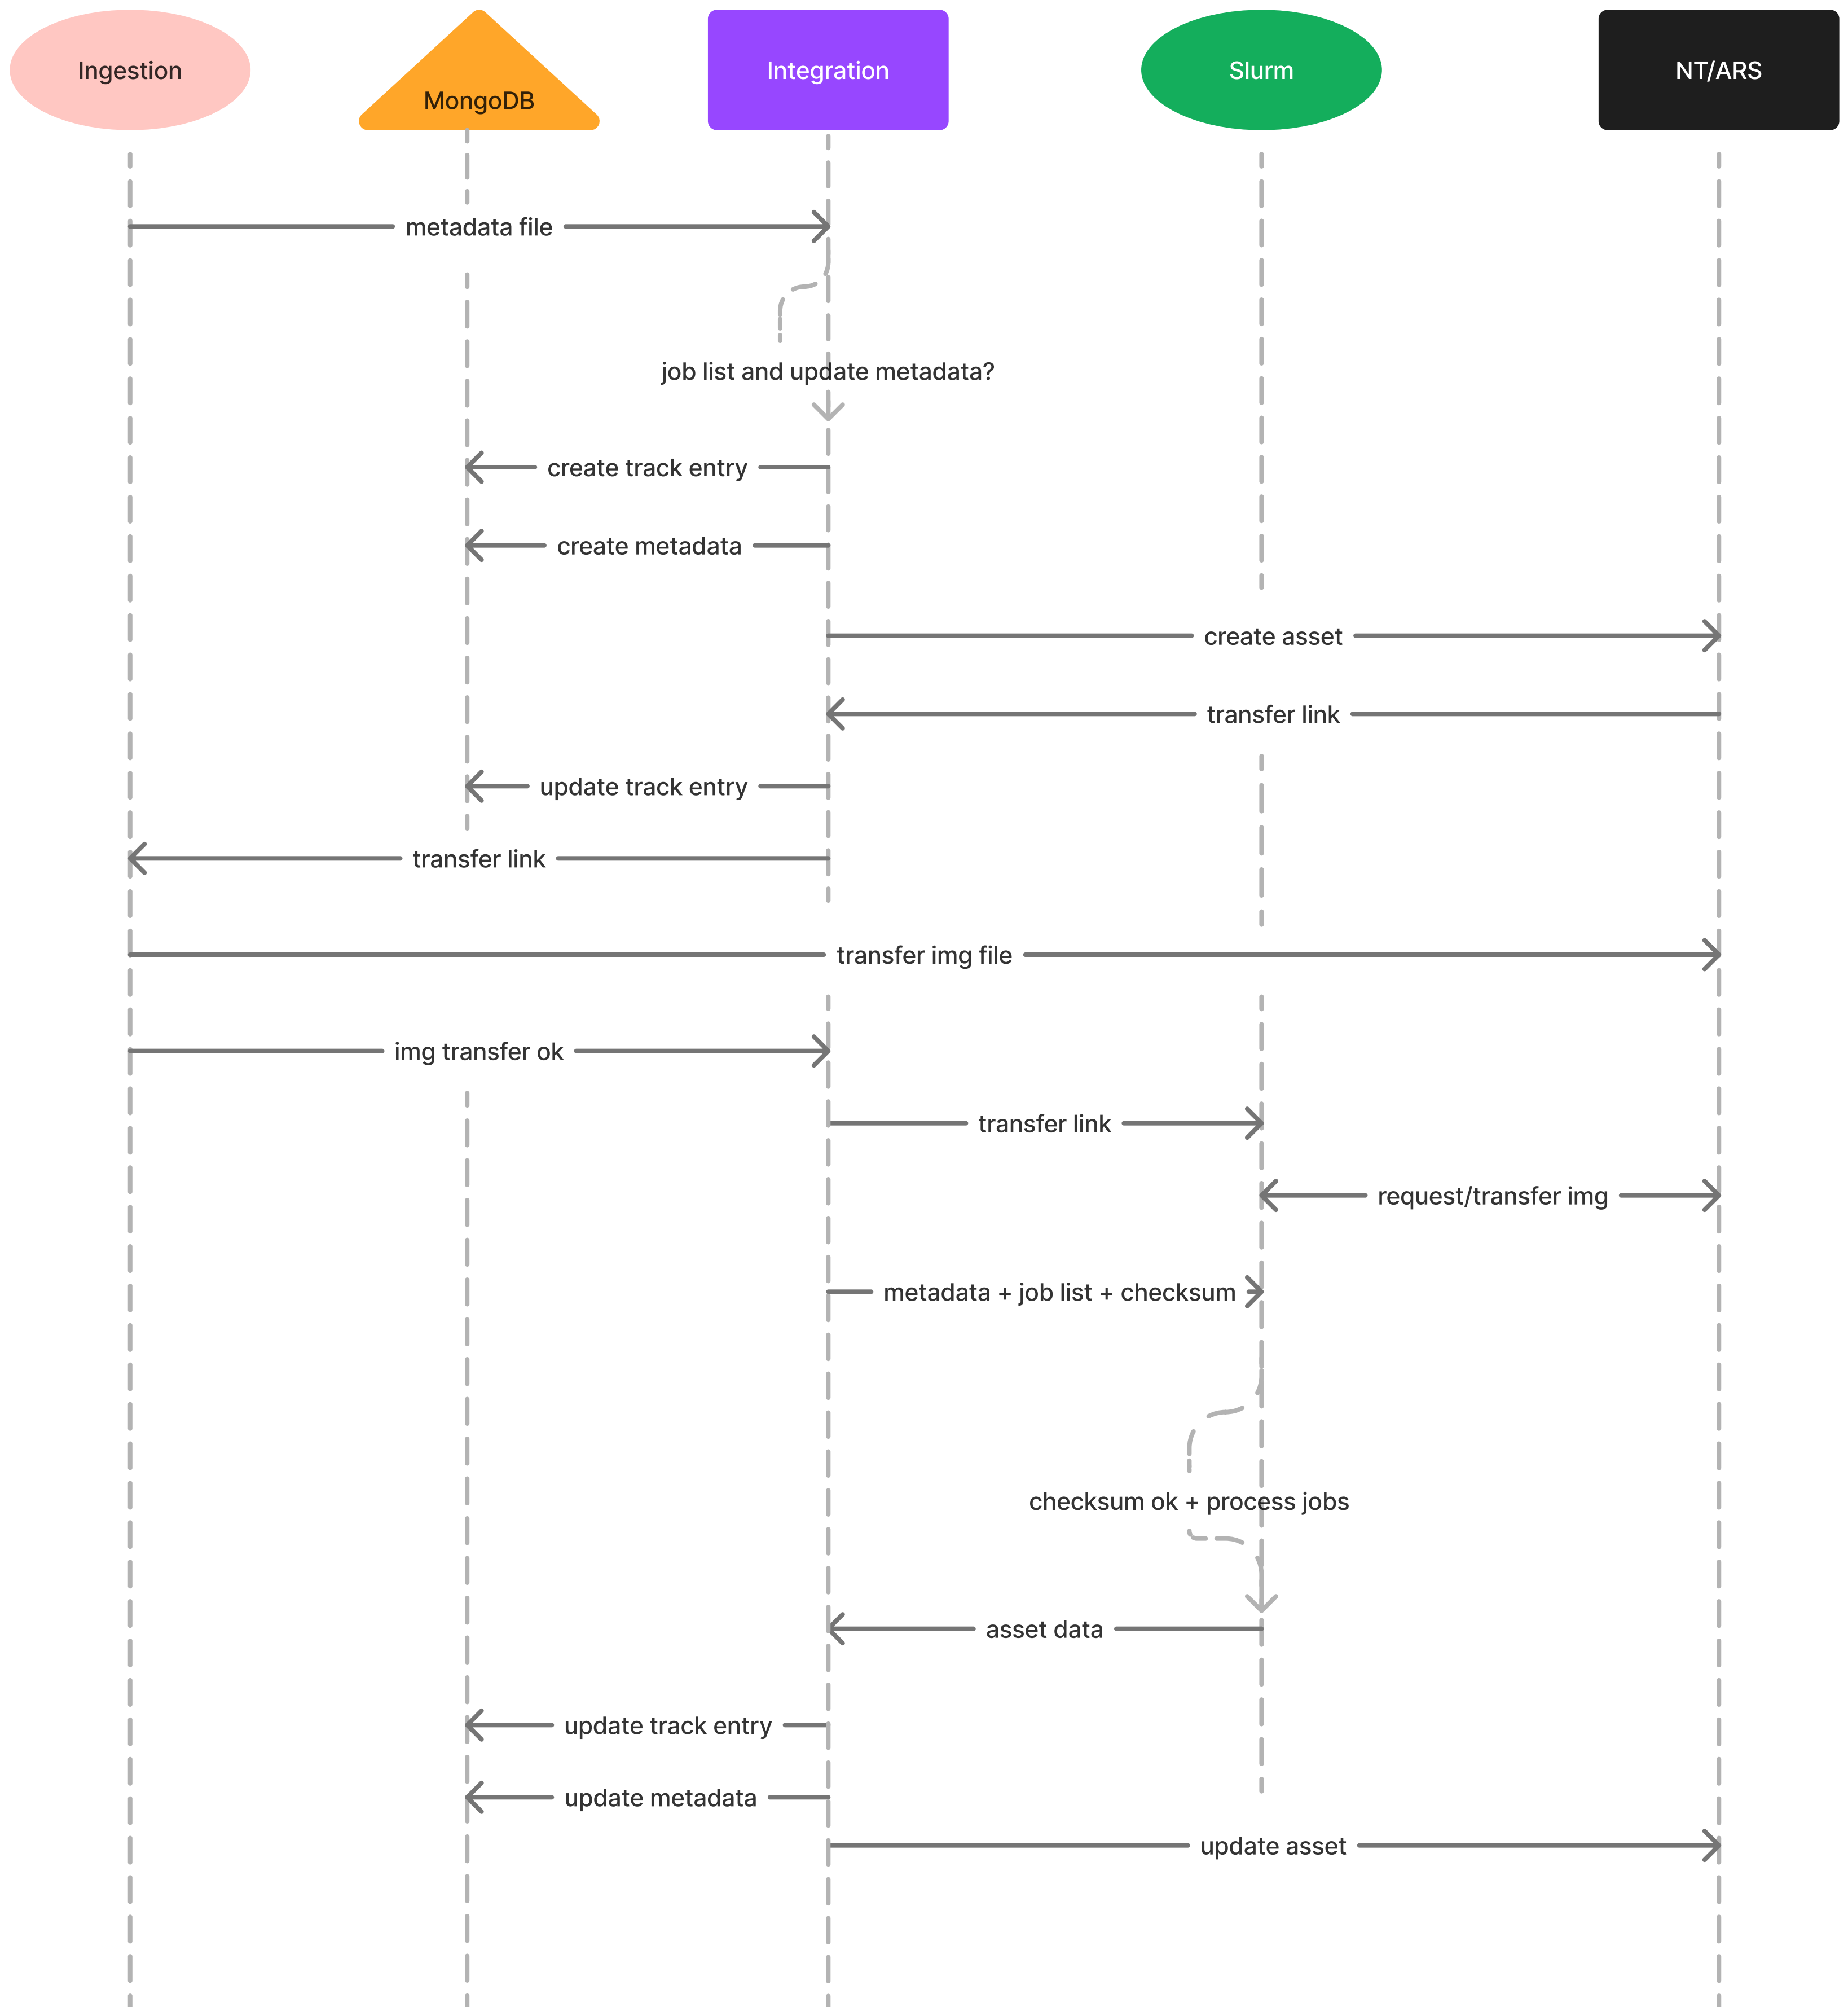 Ingestion
MongoDB
Integration
Slurm
NT/ARS
metadata file
job list and update metadata?
create track entry
create metadata
create asset
transfer link
update track entry
transfer link
transfer img file
img transfer ok
transfer link
request/transfer img
metadata + job list + checksum
checksum ok + process jobs
asset data
update track entry
update metadata
update asset